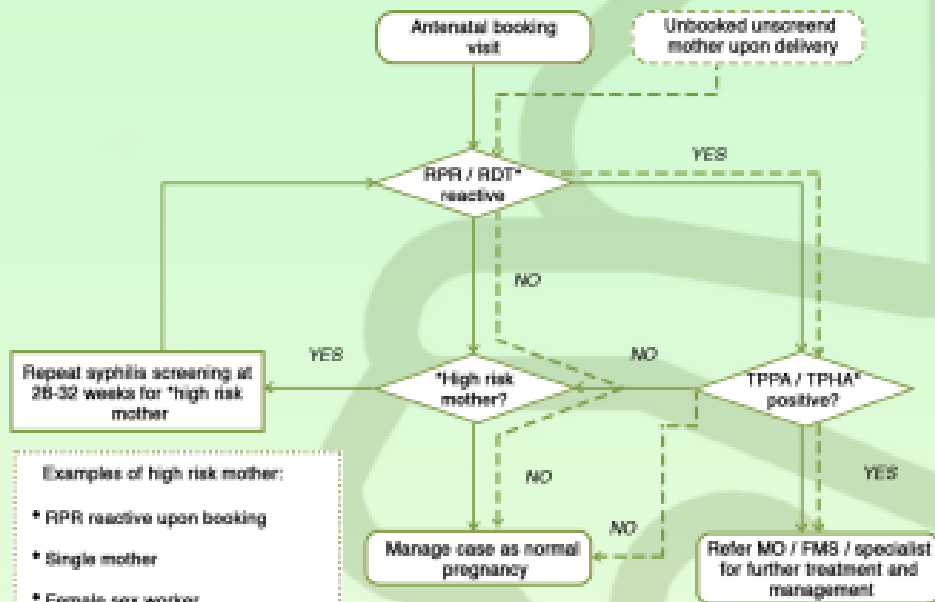 Antenatal booking
visit
Unbooked unscreend
mother upon delivery
RPR / RDT*
reactive
YES
NO
Repeat syphilis screening at
28-32 weeks for *high risk
mother
YES
*High risk
mother?
NO
TPPA / TPHA*
positive?
Examples of high risk mother:
* RPR reactive upon booking
* Single mother
* Female sex worker
NO
NO
YES
Manage case as normal
pregnancy
Refer MO / FMS / specialist
for further treatment and
management